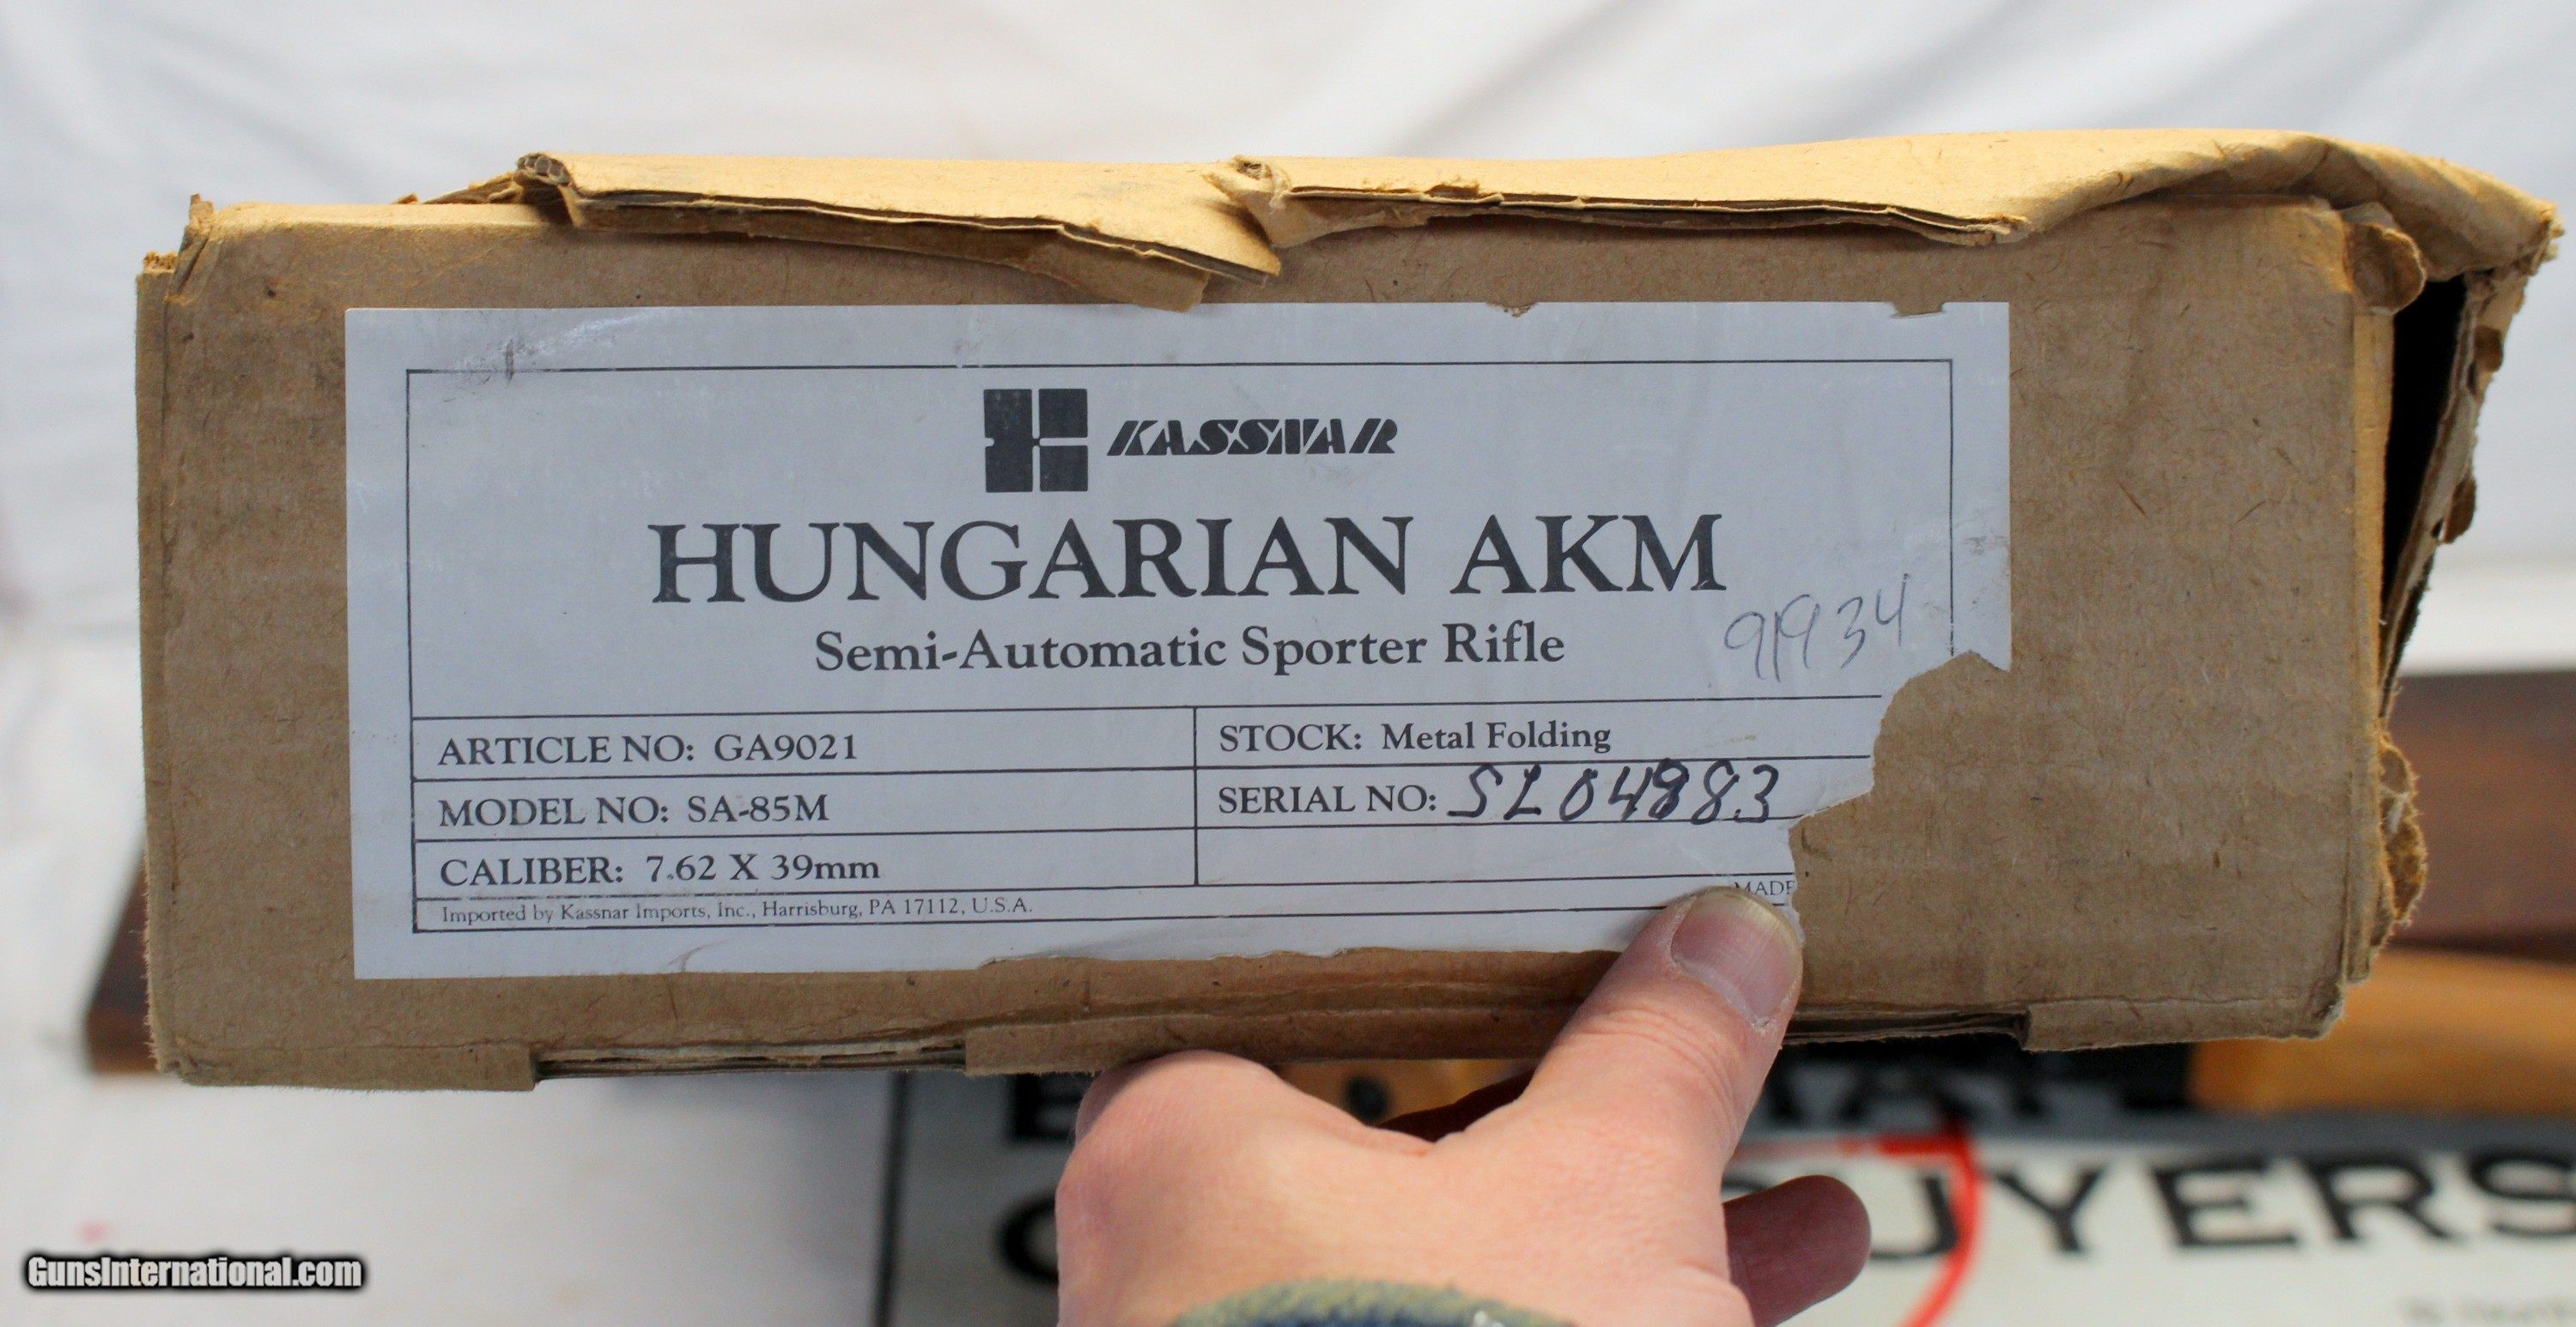 KASSNAR
HUNGARIAN AKM
Semi-Automatic Sporter Rifle
91934
ARTICLE NO: GA9021
STOCK: Metal Folding
MODEL NO: SA-85M
SERIAL NO: SL04883
CALIBER: 7.62 X 39mm
MADE
Imported by Kassnar Imports, Inc., Harrisburg, PA 17112, U.S.A.
UYERS
GunsInternational.com